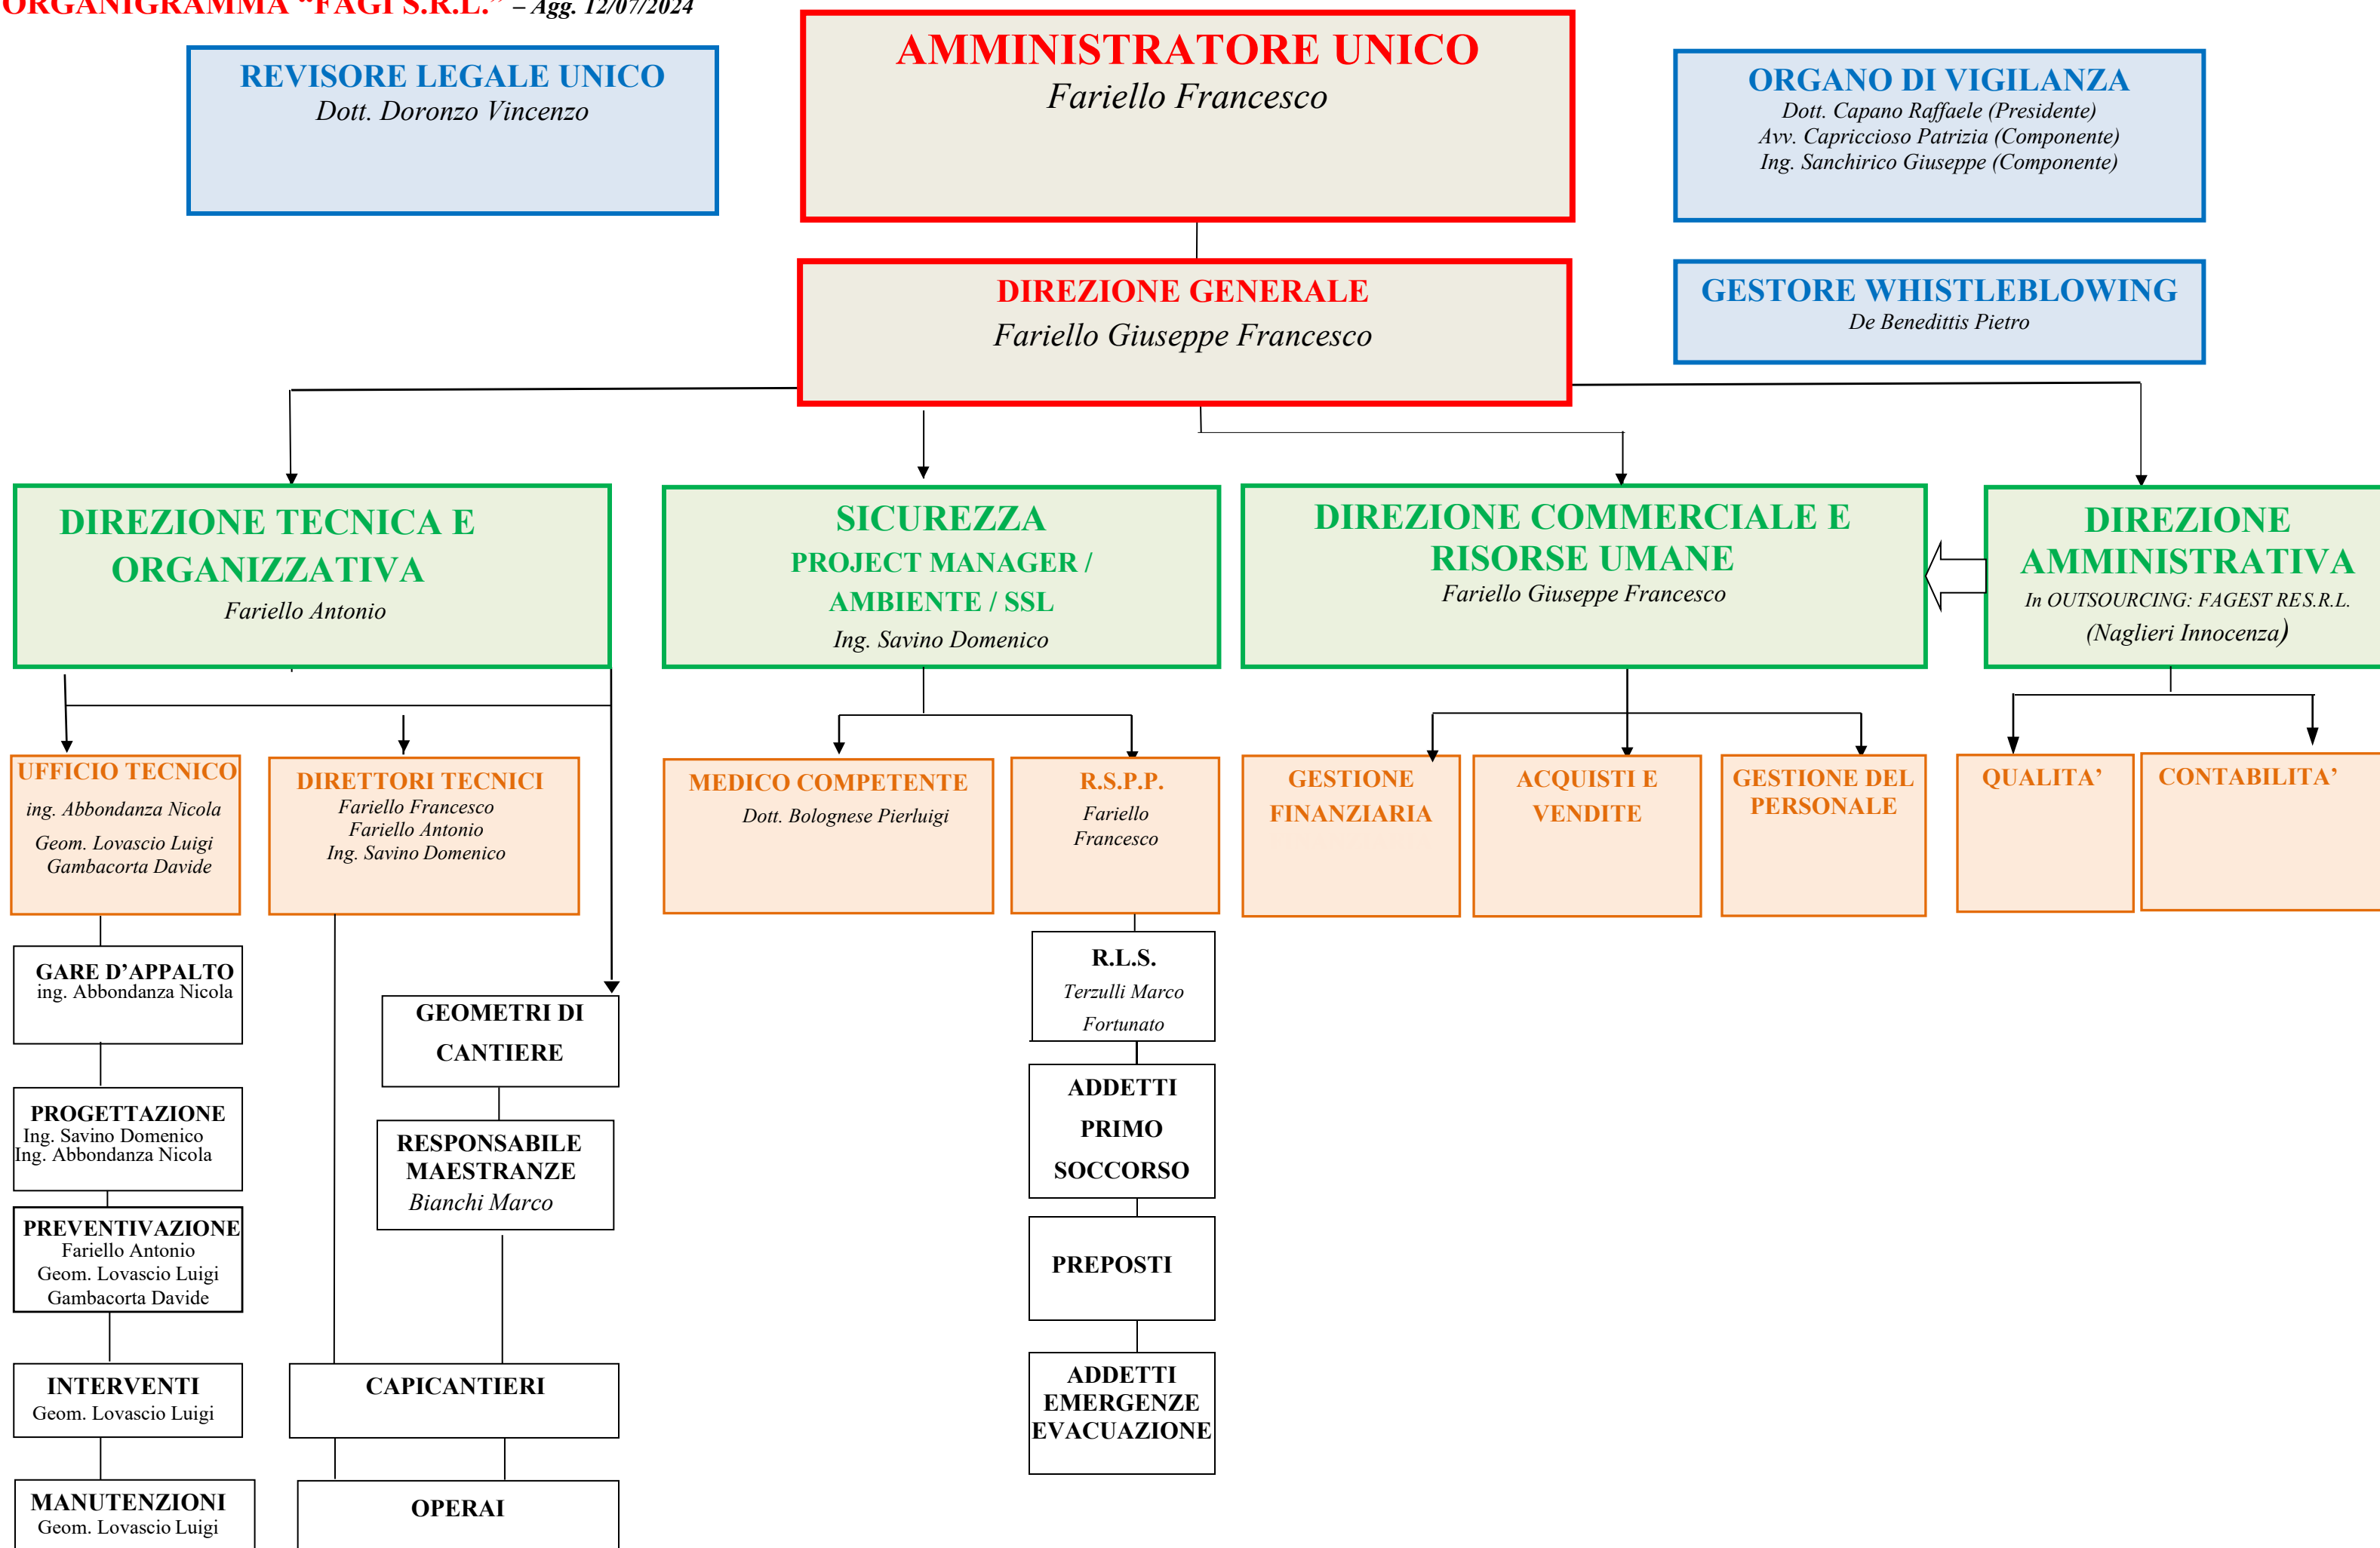 ORGANIGRAMMA “FAGI S.R.L.” – Agg. 12/07/2024
REVISORE LEGALE UNICO
Dott. Doronzo Vincenzo
AMMINISTRATORE UNICO
Fariello Francesco
ORGANO DI VIGILANZA
Dott. Capano Raffaele (Presidente)
Avv. Capriccioso Patrizia (Componente)
Ing. Sanchirico Giuseppe (Componente)
DIREZIONE GENERALE
Fariello Giuseppe Francesco
GESTORE WHISTLEBLOWING
De Benedittis Pietro
DIREZIONE TECNICA E
ORGANIZZATIVA
Fariello Antonio
SICUREZZA
PROJECT MANAGER /
AMBIENTE / SSL
Ing. Savino Domenico
DIREZIONE COMMERCIALE E
RISORSE UMANE
Fariello Giuseppe Francesco
DIREZIONE
AMMINISTRATIVA
In OUTSOURCING: FAGEST RES.R.L.
(Naglieri Innocenza)
UFFICIO TECNICO
ing. Abbondanza Nicola
Geom. Lovascio Luigi
Gambacorta Davide
DIRETTORI TECNICI
Fariello Francesco
Fariello Antonio
Ing. Savino Domenico
MEDICO COMPETENTE
Dott. Bolognese Pierluigi
R.S.P.P.
Fariello
Francesco
GESTIONE
FINANZIARIA
ACQUISTI E
VENDITE
GESTIONE DEL
PERSONALE
QUALITA’
CONTABILITA’
GARE D’APPALTO
ing. Abbondanza Nicola
PROGETTAZIONE
Ing. Savino Domenico
Ing. Abbondanza Nicola
PREVENTIVAZIONE
Fariello Antonio
Geom. Lovascio Luigi
Gambacorta Davide
INTERVENTI
Geom. Lovascio Luigi
MANUTENZIONI
Geom. Lovascio Luigi
GEOMETRI DI
CANTIERE
RESPONSABILE
MAESTRANZE
Bianchi Marco
CAPICANTIERI
OPERAI
R.L.S.
Terzulli Marco
Fortunato
ADDETTI
PRIMO
SOCCORSO
PREPOSTI
ADDETTI
EMERGENZE
EVACUAZIONE